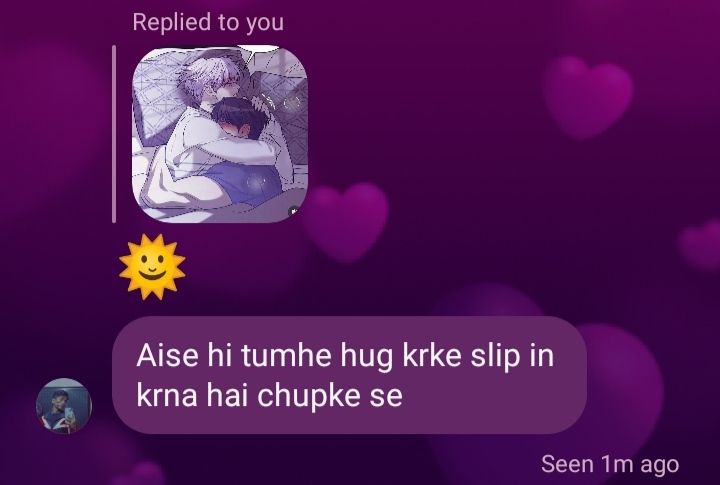 Replied to you
Aise hi tumhe hug krke slip in
krna hai chupke se
Seen 1m ago